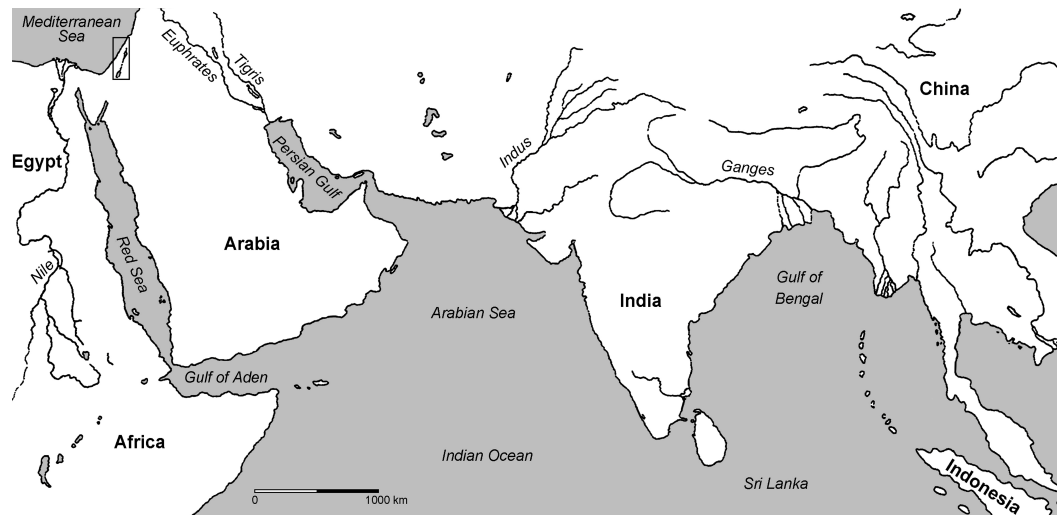 Mediterranean
Sea
Euphrates
Tigris
China
Egypt
Persian Gulf
Indus
Ganges
Nile
Red Sea
Arabia
Arabian Sea
India
Gulf of
Bengal
Gulf of Aden
Africa
Indian Ocean
Sri Lanka
Indonesia
0
1000 km